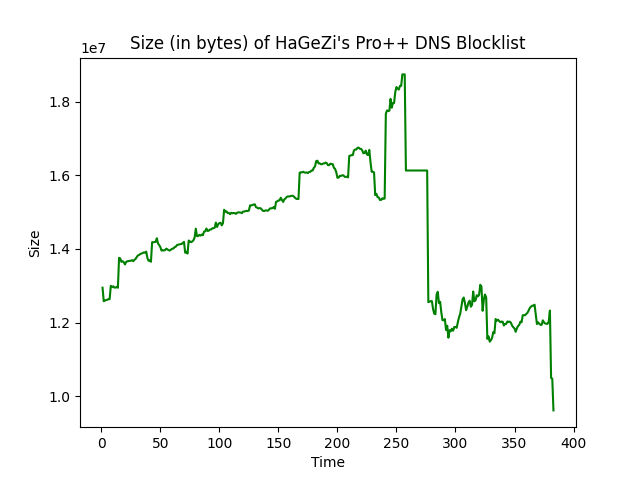 Size (in bytes) of HaGeZi's Pro++ DNS Blocklist
1e7
1.8
1.6
1.4
1.2
1.0
Size
0 50 100 150 200 250 300 350 400
Time